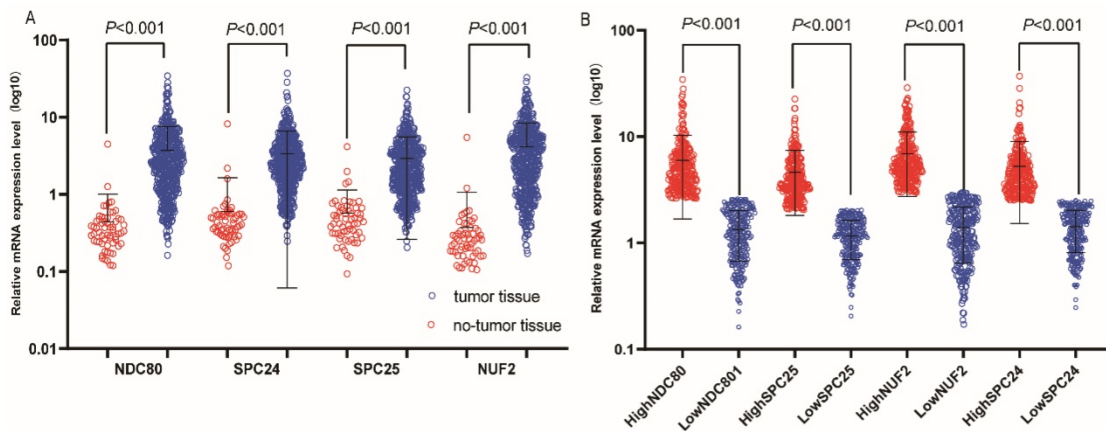 A
P<0.001 P<0.001 P<0.001 P<0.001
Relative mRNA expression level (log10)
100
10
1
0.1
0.01
tumor tissue
no-tumor tissue
NDC80 SPC24 SPC25 NUF2
B
P<0.001 P<0.001 P<0.001 P<0.001
Relative mRNA expression level (log10)
100
10
1
0.1
HighNDC80
LowNDC801
HighSPC25
LowSPC25
HighNUF2
LowNUF2
HighSPC24
LowSPC24